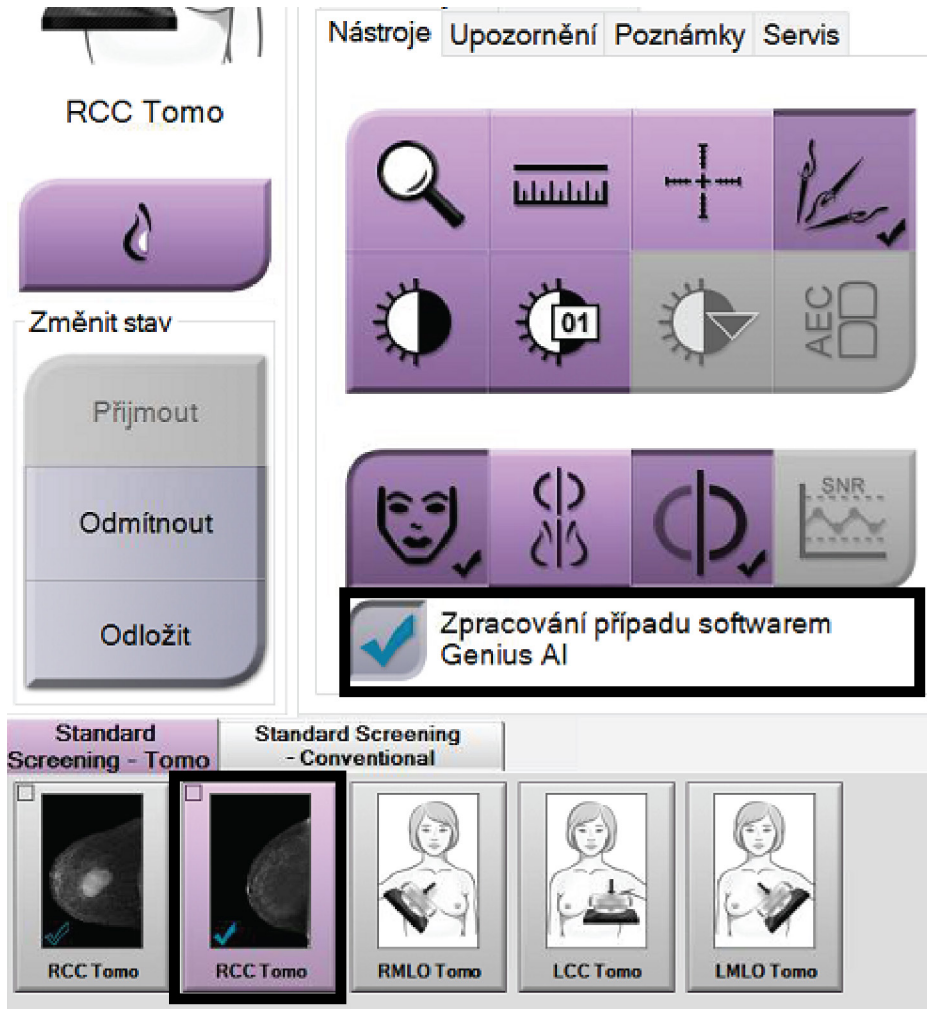 RCC Tomo
Změnit stav
Přijmout
Odmítnout
Odložit
Nástroje Upozornění Poznámky Servis
01
AEC
SNR
Zpracování případu softwarem
Genius AI
Standard
Screening - Tomo
Standard Screening
- Conventional
RCC Tomo
RCC Tomo
RMLO Tomo
LCC Tomo
LMLO Tomo